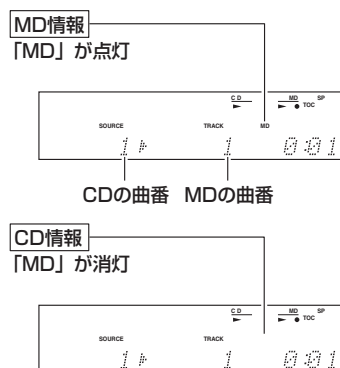 MD情報
「MD」が点灯
CD MD SP
TOC
SOURCE TRACK MD
1 1 0:01
CDの曲番 MDの曲番
CD情報
「MD」が消灯
CD MD SP
TOC
SOURCE TRACK
1 1 0:01